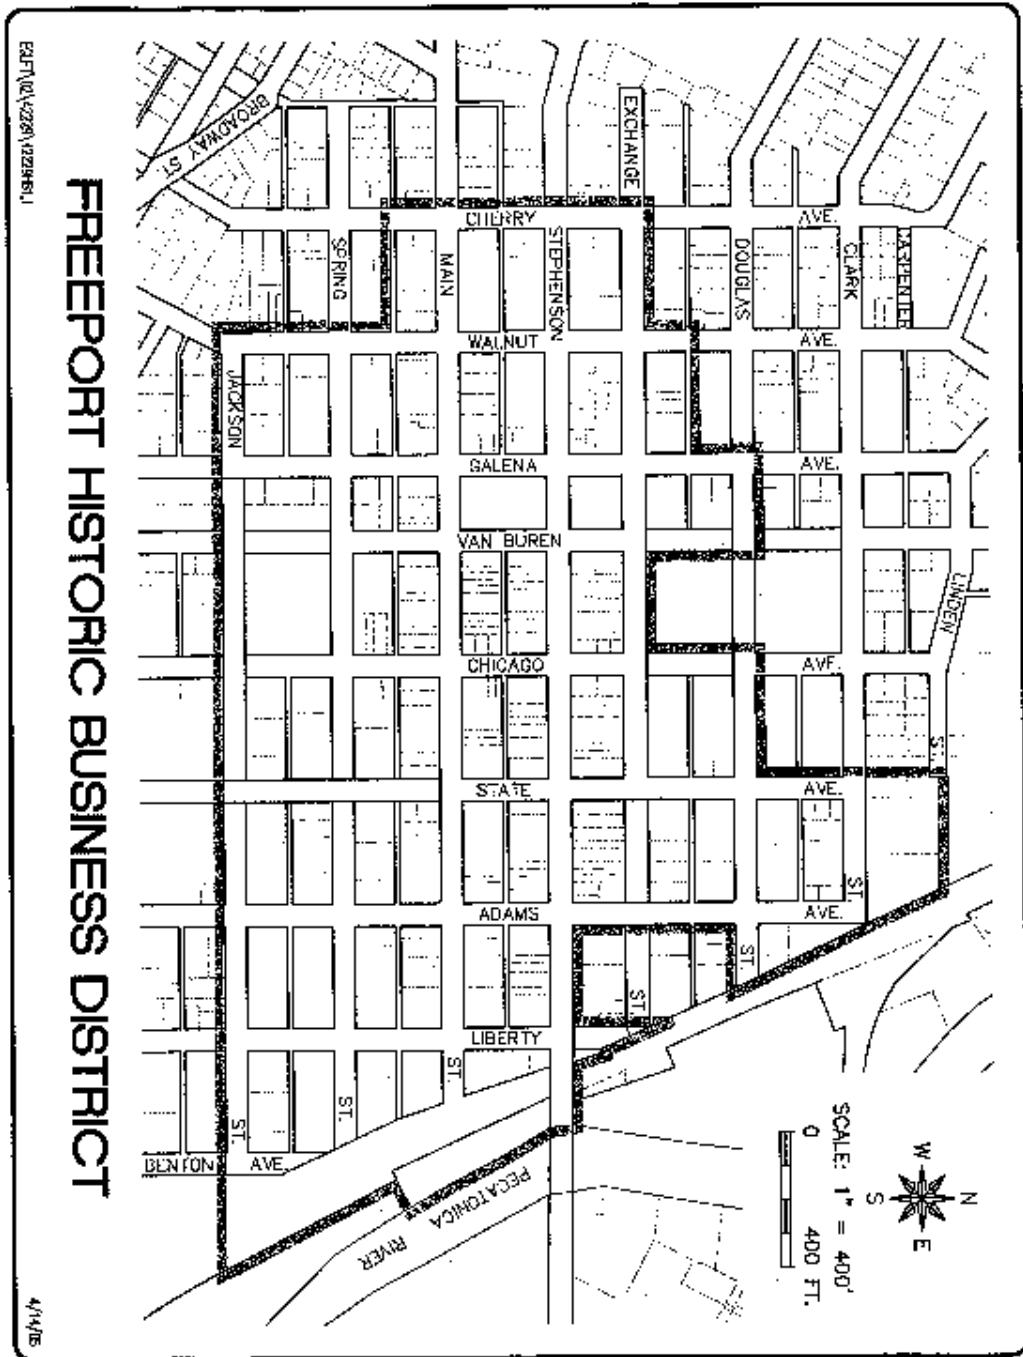 EXCHANGE
BROADWAY ST.
CHERRY AVE.
SPRING
MAIN
STEPHENSON
DOUGLAS
CLARK
CARPENTER
WALNUT AVE.
JACKSON
GALENA AVE.
VAN BUREN
LINDEN
CHICAGO AVE.
ST.
STATE AVE.
ST.
ADAMS AVE.
ST.
ST.
LIBERTY
ST.
ST.
ST.
BENTON AVE.
PECATONICA
RIVER
N
W
E
S
SCALE: 1" = 400'
0 400 FT.
FREEPORT HISTORIC BUSINESS DISTRICT
4/14/05